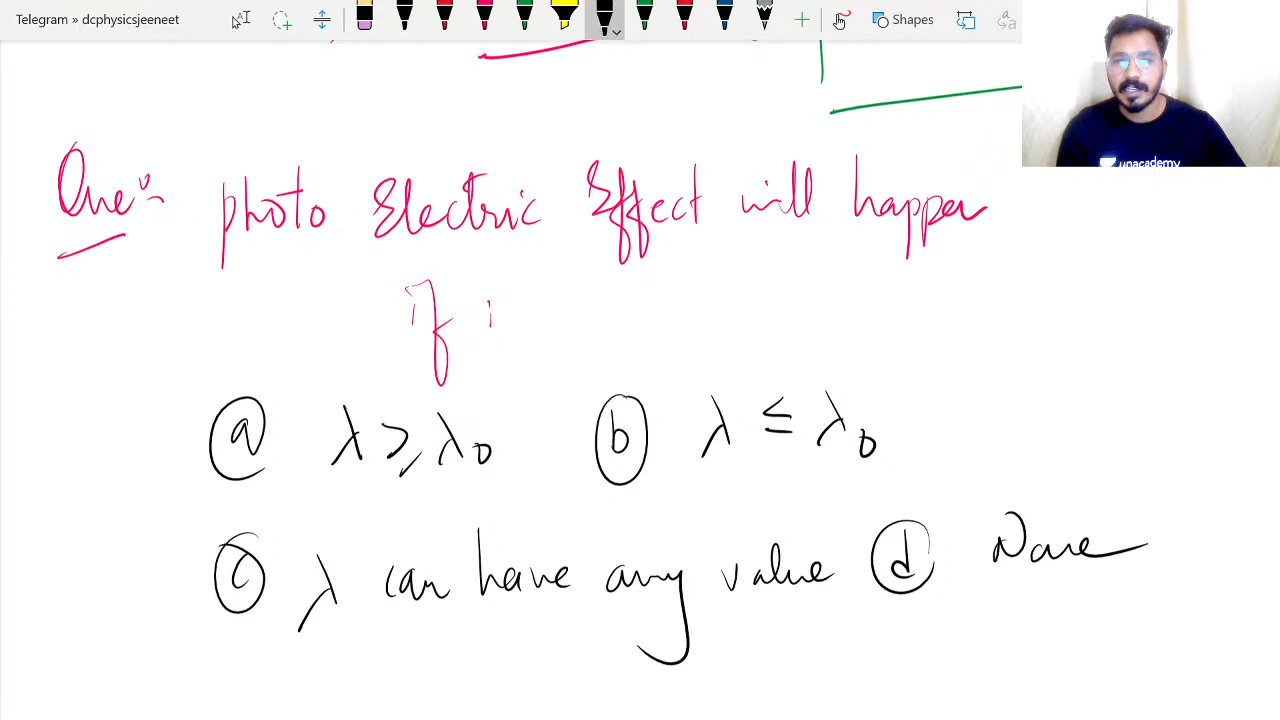 Telegram » dcphysicsjeeneet
Shapes
unacademy
Que:- photo Electric Effect will happen
if :
(a) λ ≥ λ0 (b) λ ≤ λ0
(c) λ can have any value (d) None